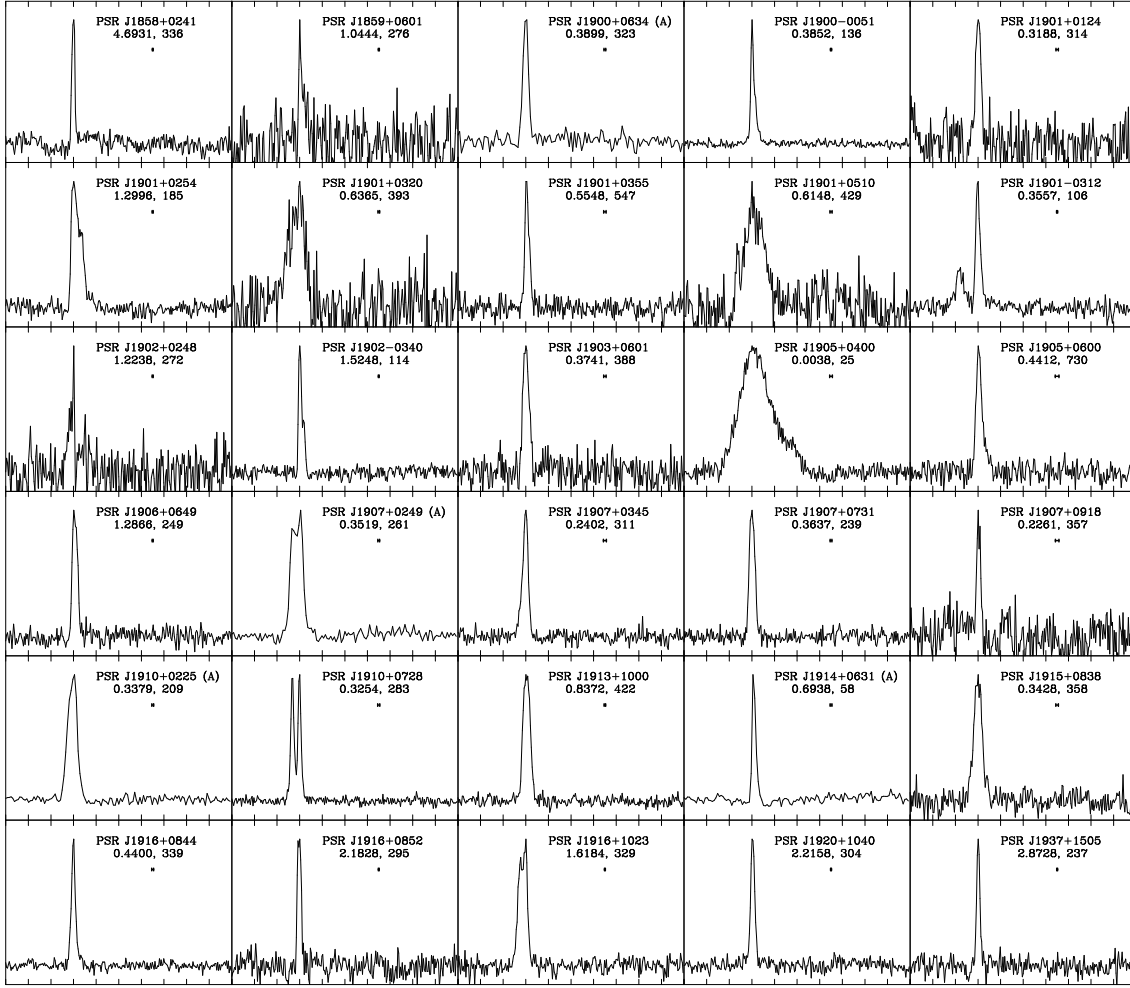 PSR J1858+0241
4.6931, 336
PSR J1859+0601
1.0444, 276
PSR J1900+0634 (A)
0.3899, 323
PSR J1900-0051
0.3852, 136
PSR J1901+0124
0.3188, 314
PSR J1901+0254
1.2996, 185
PSR J1901+0320
0.6365, 393
PSR J1901+0355
0.5548, 547
PSR J1901+0510
0.6148, 429
PSR J1901-0312
0.3557, 106
PSR J1902+0248
1.2238, 272
PSR J1902-0340
1.5248, 114
PSR J1903+0601
0.3741, 388
PSR J1905+0400
0.0038, 25
PSR J1905+0600
0.4412, 730
PSR J1906+0649
1.2866, 249
PSR J1907+0249 (A)
0.3519, 261
PSR J1907+0345
0.2402, 311
PSR J1907+0731
0.3637, 239
PSR J1907+0918
0.2261, 357
PSR J1910+0225 (A)
0.3379, 209
PSR J1910+0728
0.3254, 283
PSR J1913+1000
0.8372, 422
PSR J1914+0631 (A)
0.6938, 58
PSR J1915+0838
0.3428, 358
PSR J1916+0844
0.4400, 339
PSR J1916+0852
2.1828, 295
PSR J1916+1023
1.6184, 329
PSR J1920+1040
2.2158, 304
PSR J1937+1505
2.8728, 237